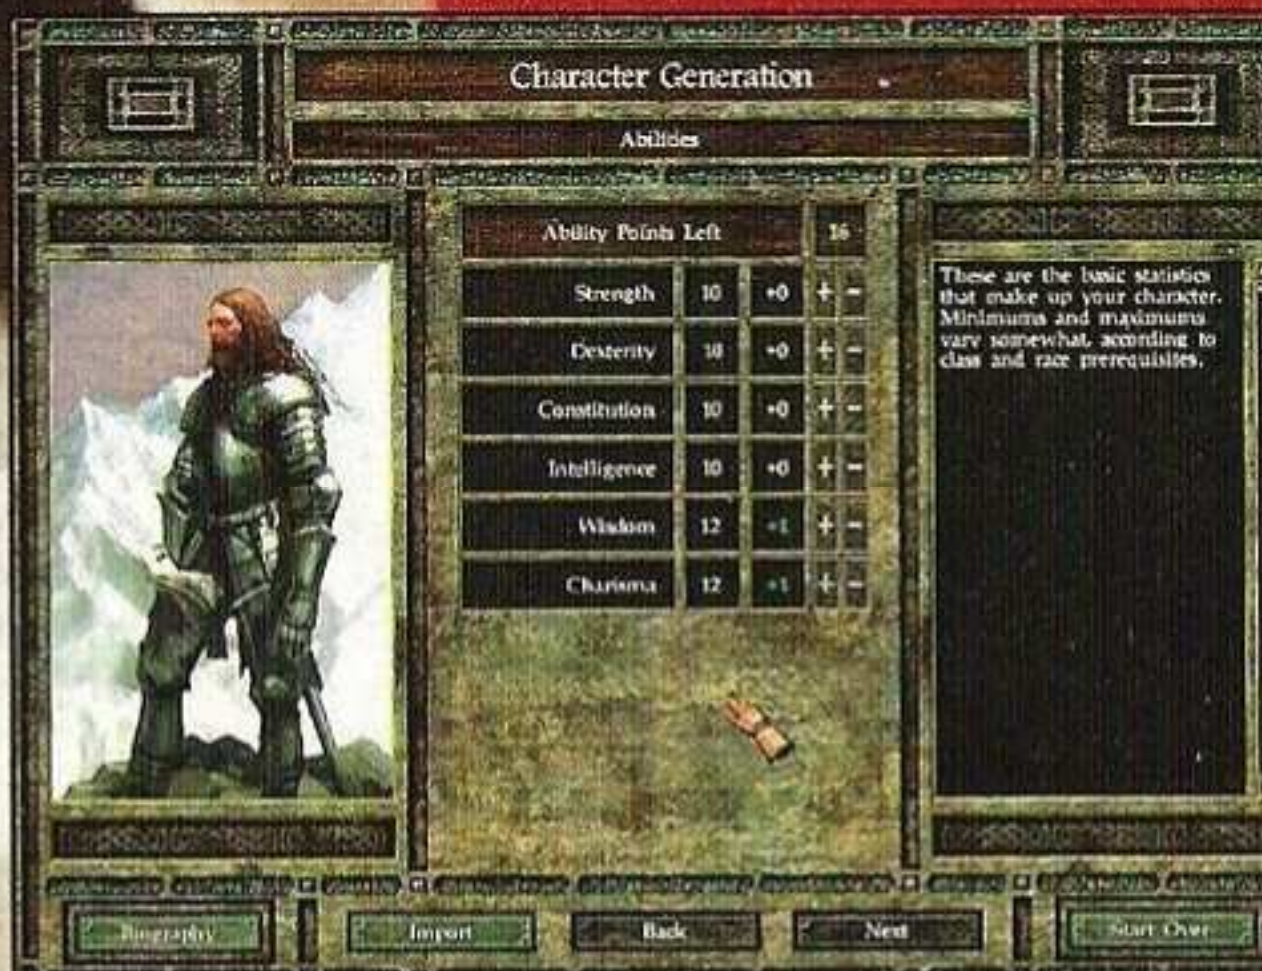 Character Generation
Abilities
Ability Points Left 16
Strength 10 +0 + -
Dexterity 10 +0 + -
Constitution 10 +0 + -
Intelligence 10 +0 + -
Wisdom 12 +1 + -
Charisma 12 +1 + -
These are the basic statistics
that make up your character.
Minimums and maximums
vary somewhat, according to
class and race prerequisites.
Biography
Import
Back
Next
Start Over